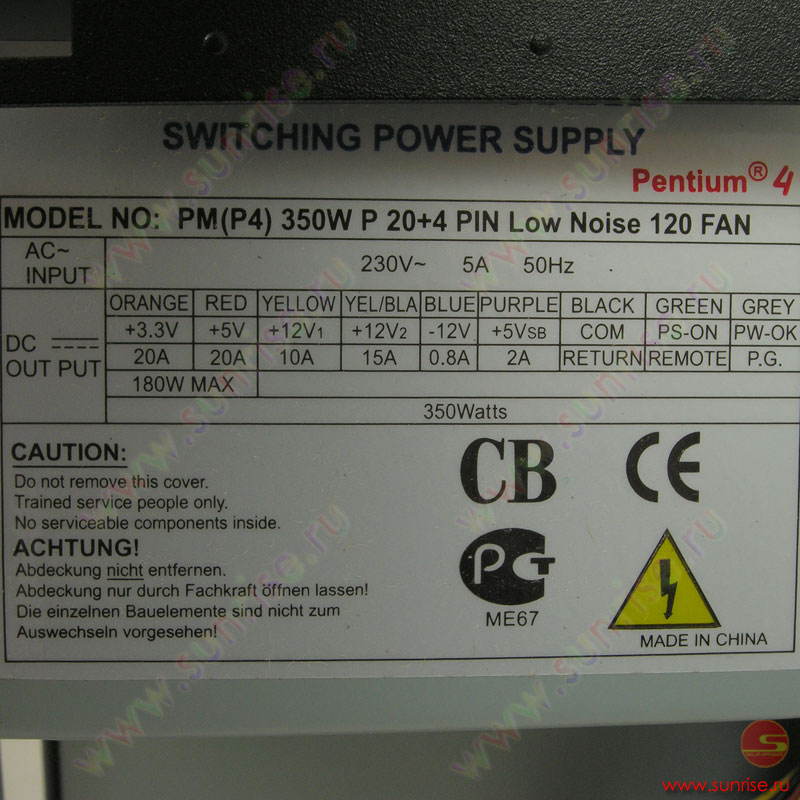 SWITCHING POWER SUPPLY
Pentium® 4
MODEL NO: PM(P4) 350W P 20+4 PIN Low Noise 120 FAN
AC~ INPUT 230V~ 5A 50Hz
DC OUT PUT
ORANGE RED YELLOW YEL/BLA BLUE PURPLE BLACK GREEN GREY
+3.3V +5V +12V1 +12V2 -12V +5VSB COM PS-ON PW-OK
20A 20A 10A 15A 0.8A 2A RETURN REMOTE P.G.
180W MAX
350Watts
CAUTION:
Do not remove this cover.
Trained service people only.
No serviceable components inside.
ACHTUNG!
Abdeckung nicht entfernen.
Abdeckung nur durch Fachkraft öffnen lassen!
Die einzelnen Bauelemente sind nicht zum
Auswechseln vorgesehen!
CB CE
PCT
ME67
MADE IN CHINA
www.sunrise.ru
www.sunrise.ru